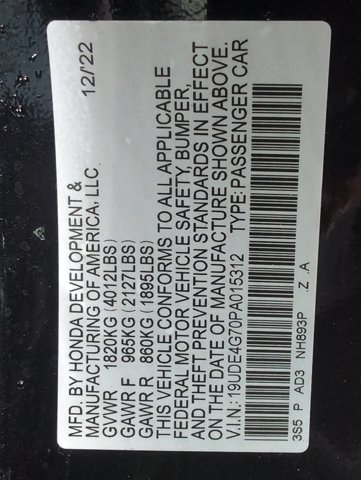 MFD. BY HONDA DEVELOPMENT &
MANUFACTURING OF AMERICA, LLC. 12/'22
GVWR 1820KG (4012LBS)
GAWR F 965KG (2127LBS)
GAWR R 860KG (1895LBS)
THIS VEHICLE CONFORMS TO ALL APPLICABLE
FEDERAL MOTOR VEHICLE SAFETY, BUMPER,
AND THEFT PREVENTION STANDARDS IN EFFECT
ON THE DATE OF MANUFACTURE SHOWN ABOVE.
V.I.N.: 19UDE4G70PA015312 TYPE: PASSENGER CAR
3S5 P AD3 NH893P .Z .A